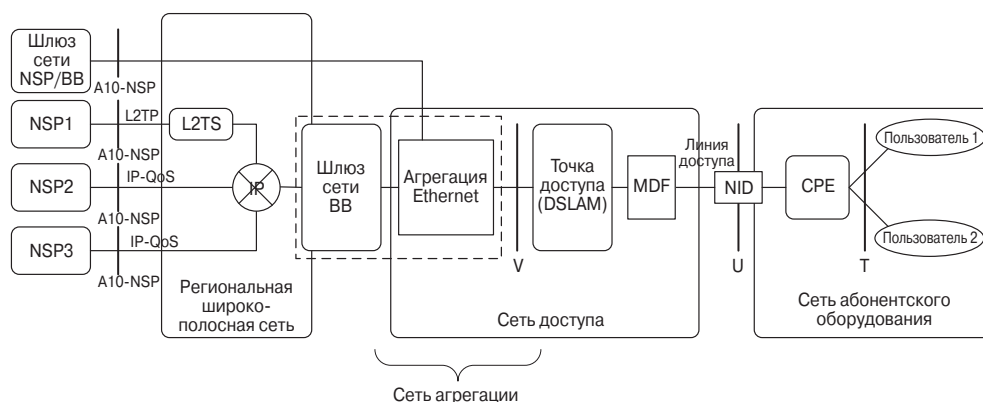 Шлюз
сети
NSP/BB
A10-NSP
NSP1
L2TP
L2TS
A10-NSP
NSP2
IP-QoS
IP
A10-NSP
NSP3
IP-QoS
A10-NSP
Региональная
широко-
полосная сеть
Шлюз
сети
BB
Агрегация
Ethernet
V
Точка
доступа
(DSLAM)
MDF
Сеть доступа
Линия
доступа
NID
U
CPE
T
Пользователь 1
Пользователь 2
Сеть абонентского
оборудования
Сеть агрегации